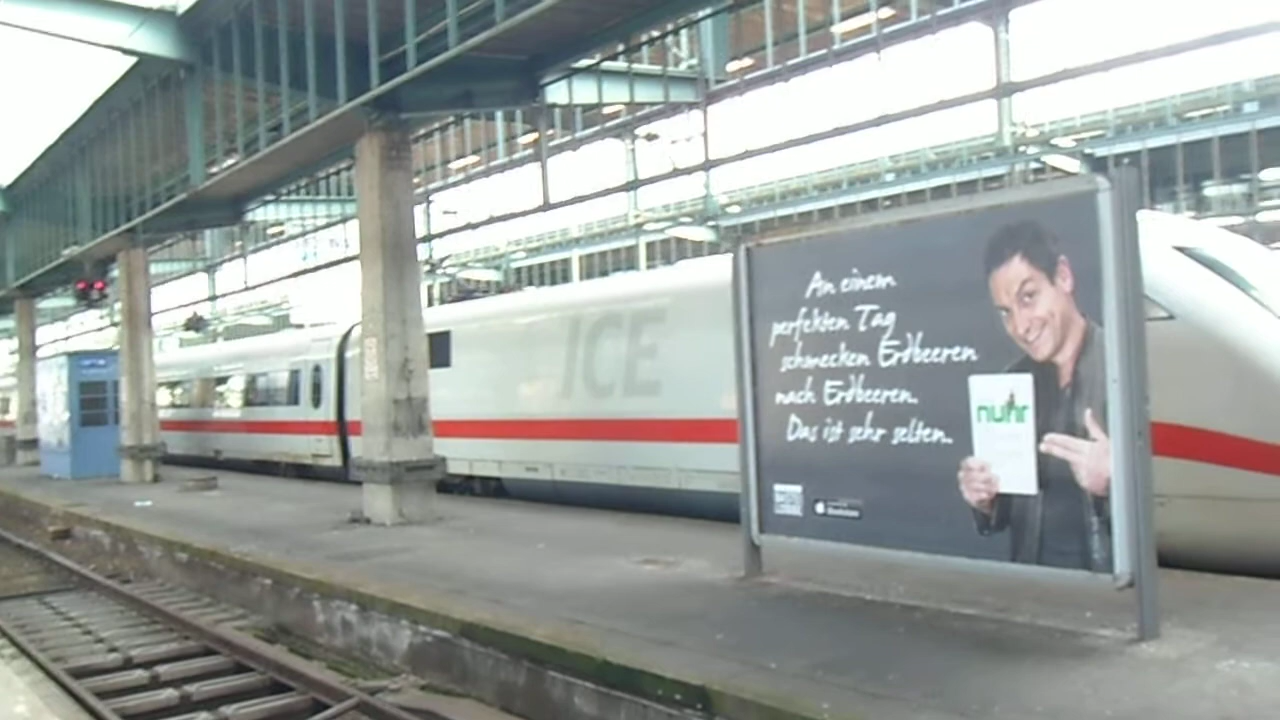 ICE
An einem
perfekten Tag
schmecken Erdbeeren
nach Erdbeeren.
Das ist sehr selten.
nuhr